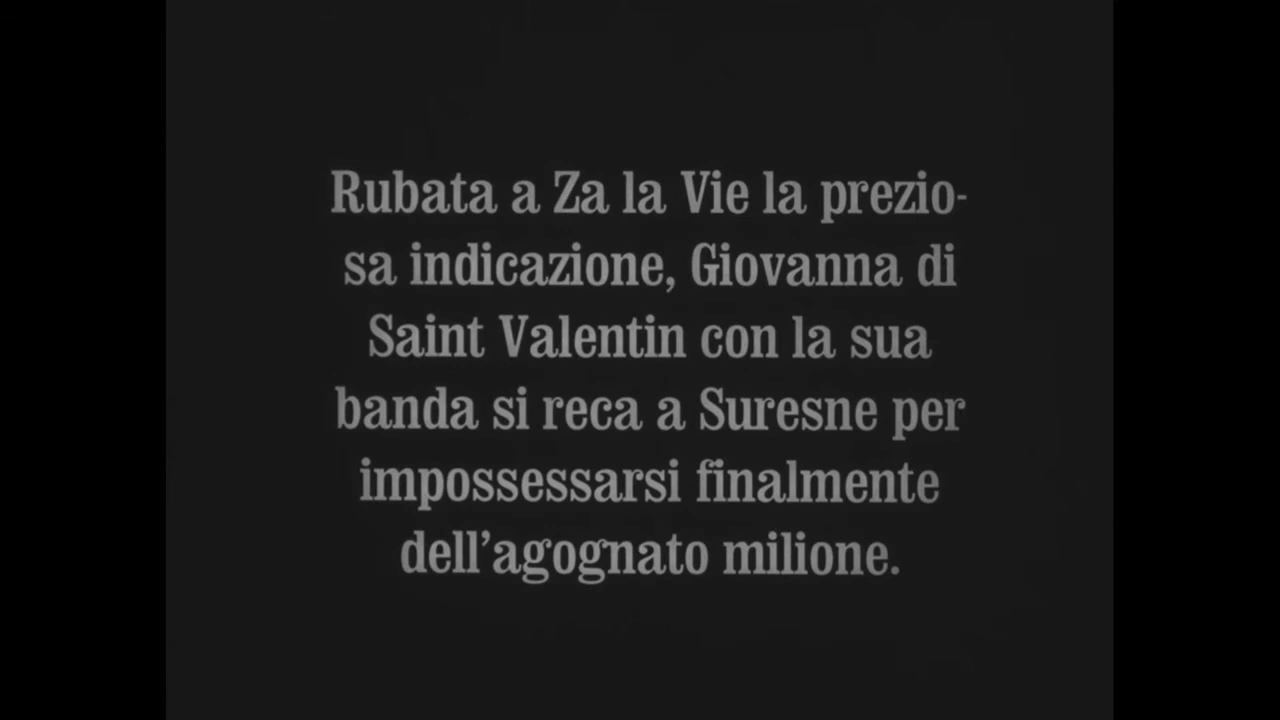 Rubata a Za la Vie la prezio-
sa indicazione, Giovanna di
Saint Valentin con la sua
banda si reca a Suresne per
impossessarsi finalmente
dell’agognato milione.